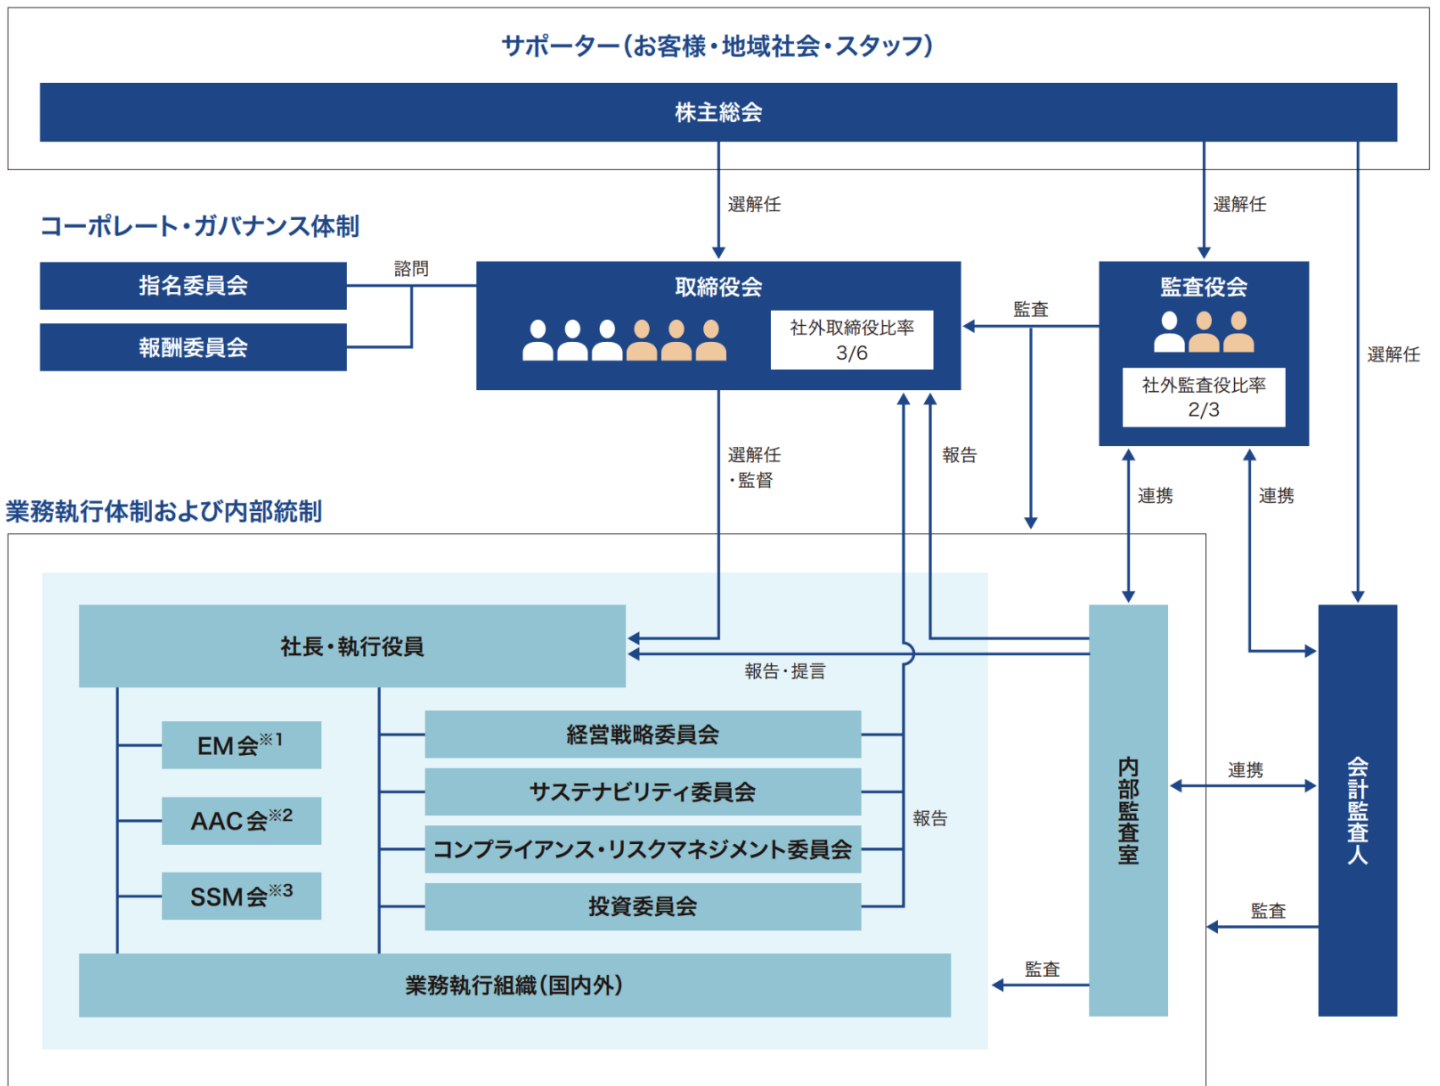 サポーター(お客様・地域社会・スタッフ)
株主総会
選解任
選解任
選解任
コーポレート・ガバナンス体制
指名委員会
報酬委員会
諮問
取締役会
社外取締役比率
3/6
監査
監査役会
社外監査役比率
2/3
選解任
・監督
報告
連携
連携
業務執行体制および内部統制
社長・執行役員
報告・提言
EM会※1
AAC会※2
SSM会※3
経営戦略委員会
サステナビリティ委員会
コンプライアンス・リスクマネジメント委員会
投資委員会
報告
業務執行組織(国内外)
内部監査室
連携
会計監査人
監査
監査